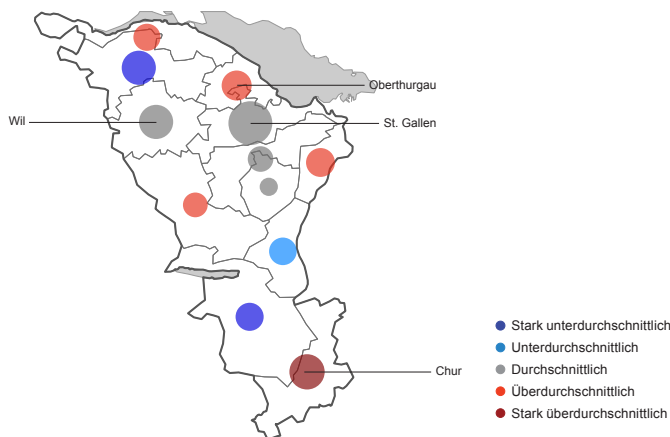 Oberthurgau
Wil
St. Gallen
Chur
Stark unterdurchschnittlich
Unterdurchschnittlich
Durchschnittlich
Überdurchschnittlich
Stark überdurchschnittlich